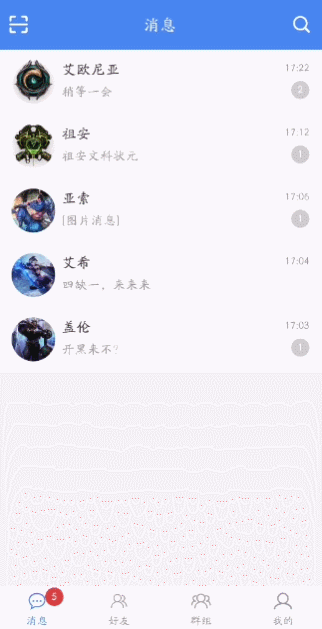 消息
艾欧尼亚 17:22
稍等一会 2
祖安 17:12
祖安文科状元 1
亚索 17:06
[图片消息] 1
艾希 17:04
29缺一，来来来
盖伦 17:03
开黑来不? 1
5
消息 好友 群组 我的